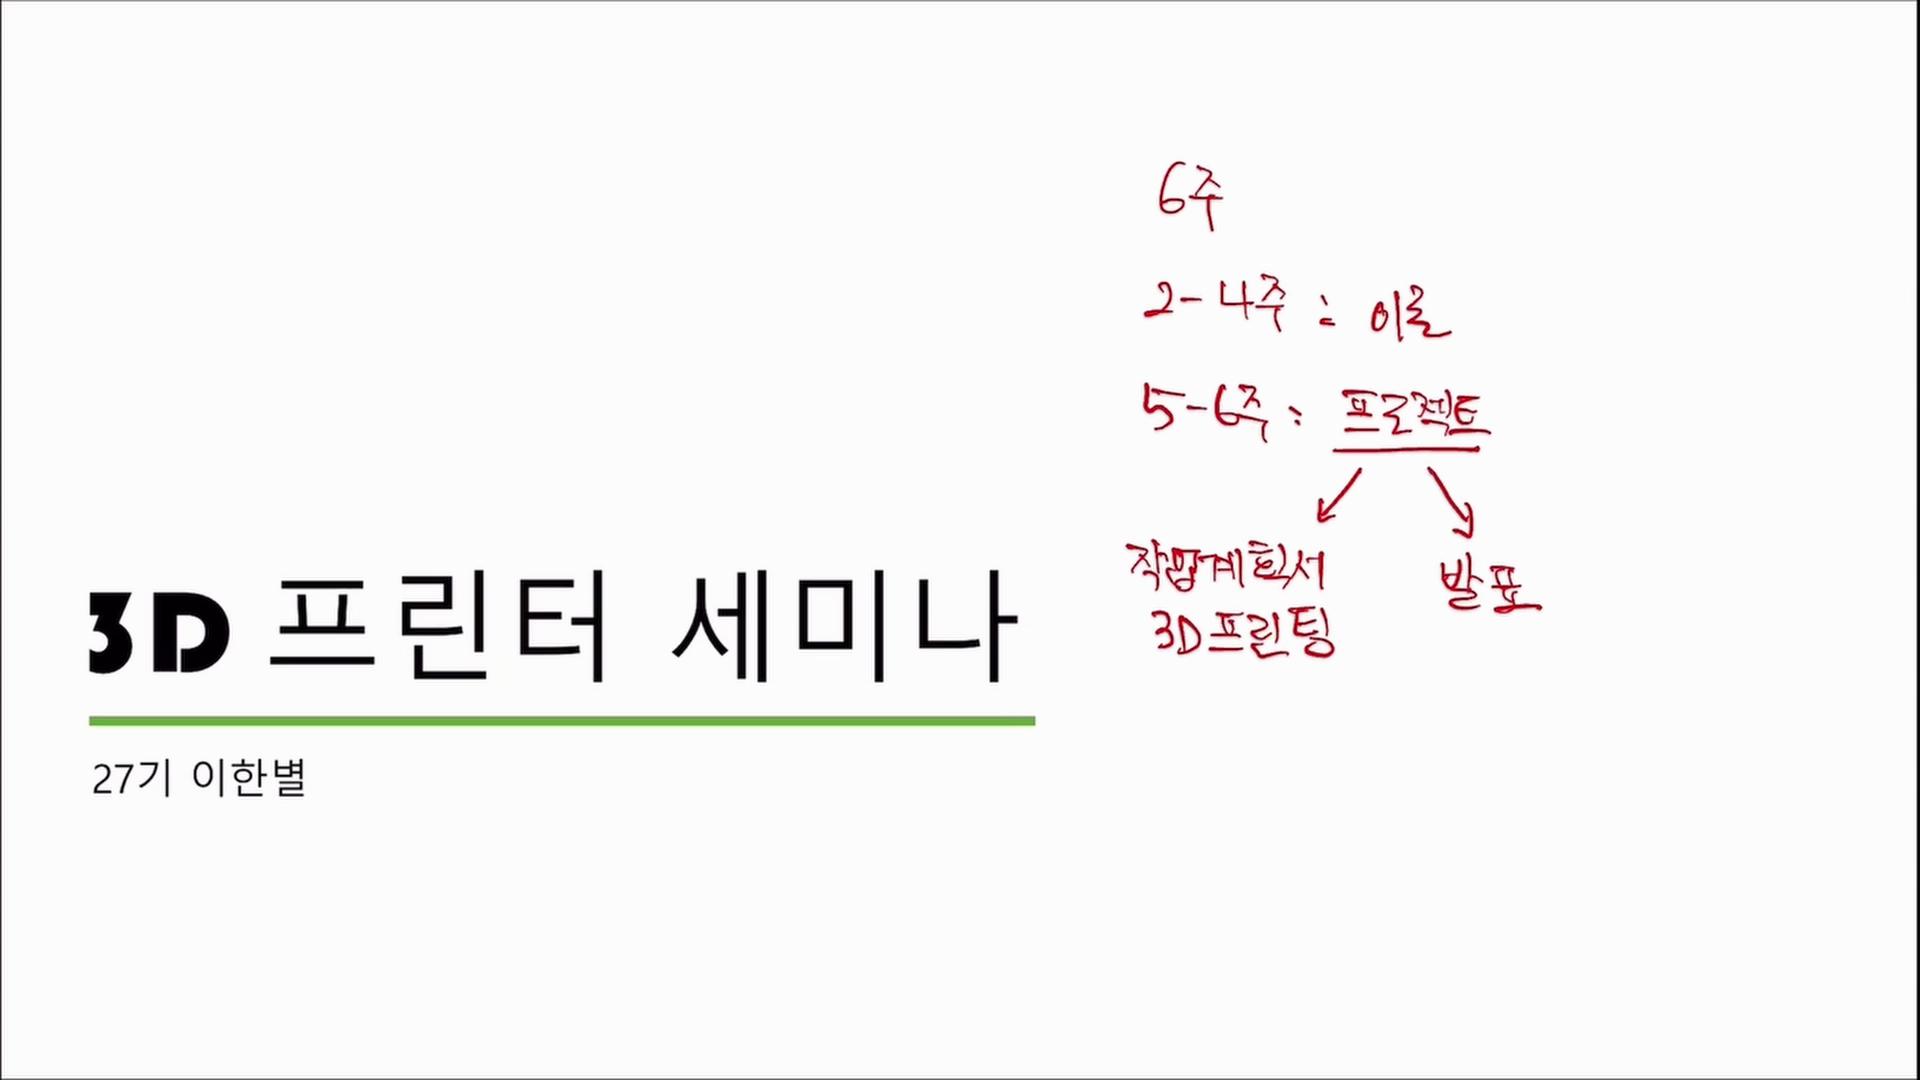 3D 프린터 세미나
27기 이한별
6주
2-4주 : 이론
5-6주 : 프로젝트
작업계획서
3D프린팅
발표